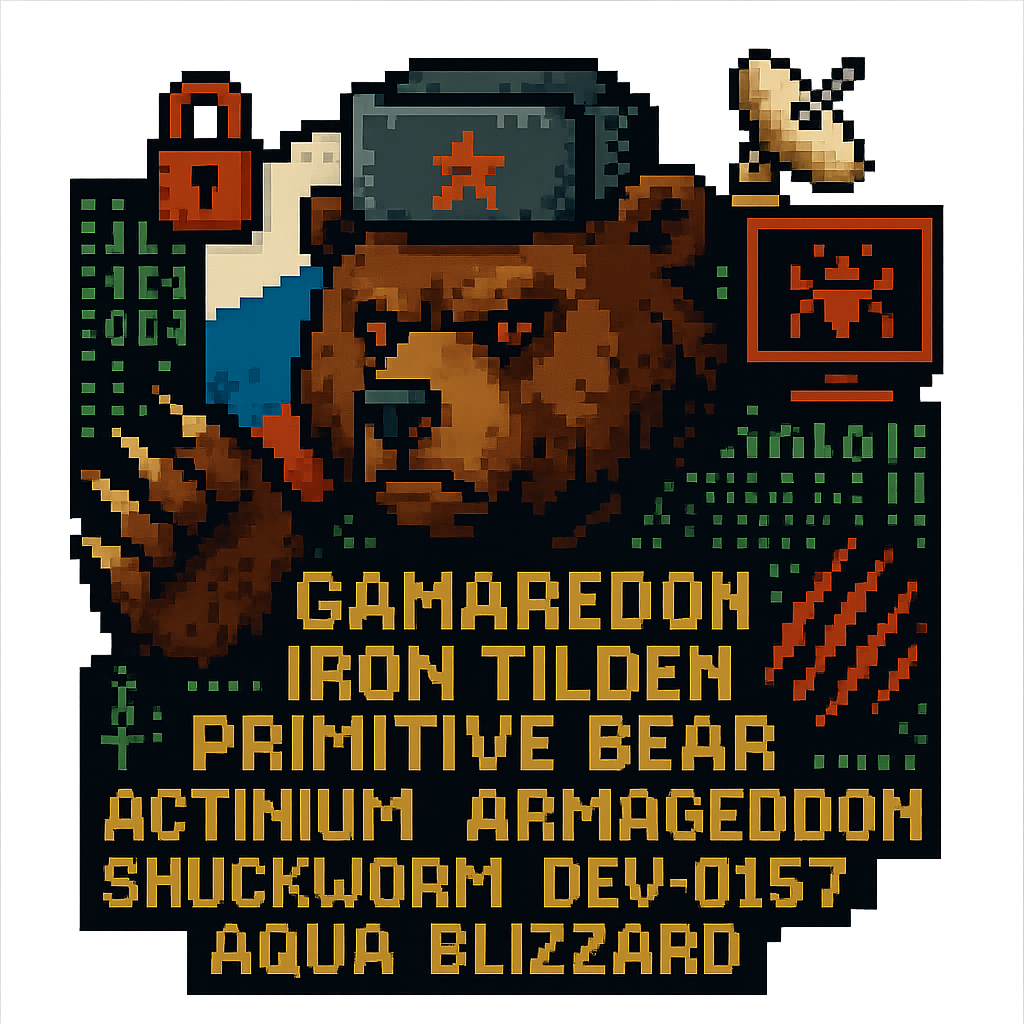 GAMAREDON
IRON TILDEN
PRIMITIVE BEAR
ACTINIUM ARMAGEDDON
SHUCKWORM DEV-0157
AQUA BLIZZARD